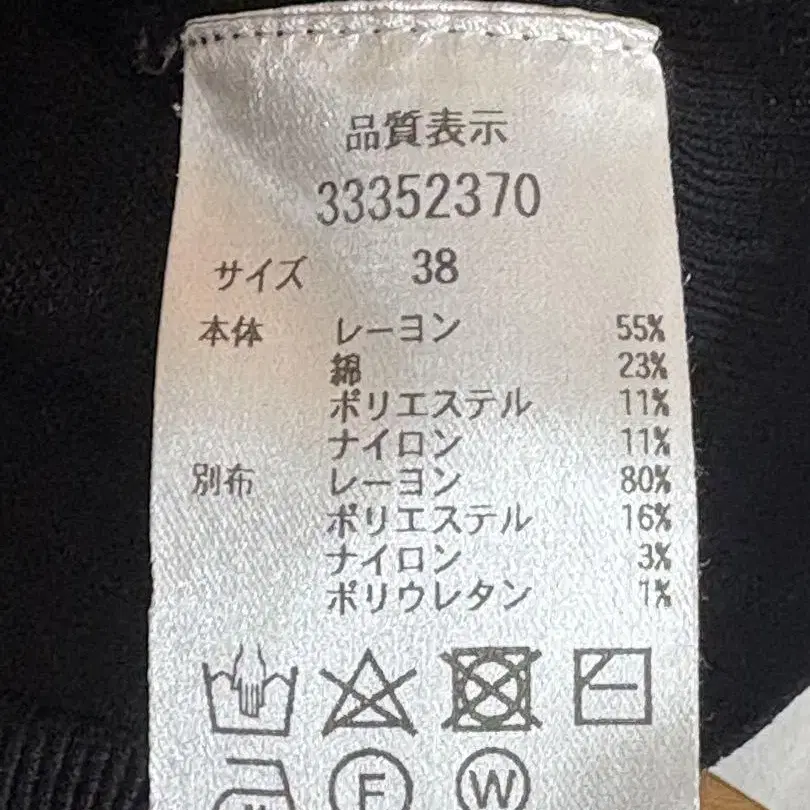 品質表示
33352370
サイズ 38
本体 レーヨン 55%
綿 23%
ポリエステル 11%
ナイロン 11%
別布 レーヨン 80%
ポリエステル 16%
ナイロン 3%
ポリウレタン 1%
F W